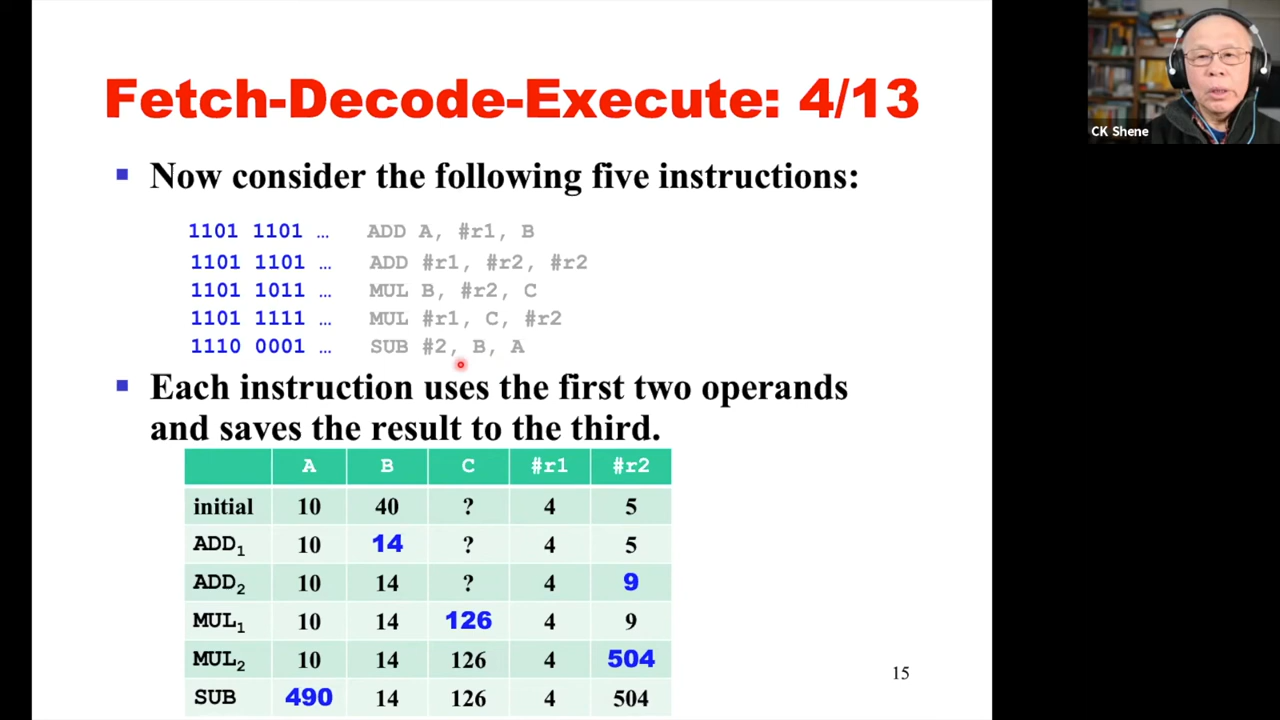 Fetch-Decode-Execute: 4/13
CK Shene
▪ Now consider the following five instructions:
1101 1101 … ADD A, #r1, B
1101 1101 … ADD #r1, #r2, #r2
1101 1011 … MUL B, #r2, C
1101 1111 … MUL #r1, C, #r2
1110 0001 … SUB #2, B, A
▪ Each instruction uses the first two operands
and saves the result to the third.
A B C #r1 #r2
initial 10 40 ? 4 5
ADD1 10 14 ? 4 5
ADD2 10 14 ? 4 9
MUL1 10 14 126 4 9
MUL2 10 14 126 4 504
SUB 490 14 126 4 504
15